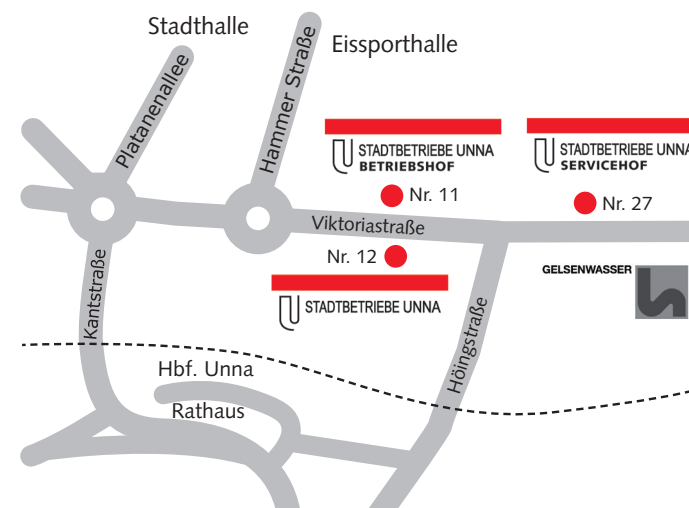 Stadthalle
Eissporthalle
Platanenallee
Hammer Straße
STADTBETRIEBE UNNA
BETRIEBSHOF
STADTBETRIEBE UNNA
SERVICEHOF
Nr. 11
Nr. 27
Viktoriastraße
Nr. 12
Kantstraße
GELSENWASSER
STADTBETRIEBE UNNA
Höingstraße
Hbf. Unna
Rathaus